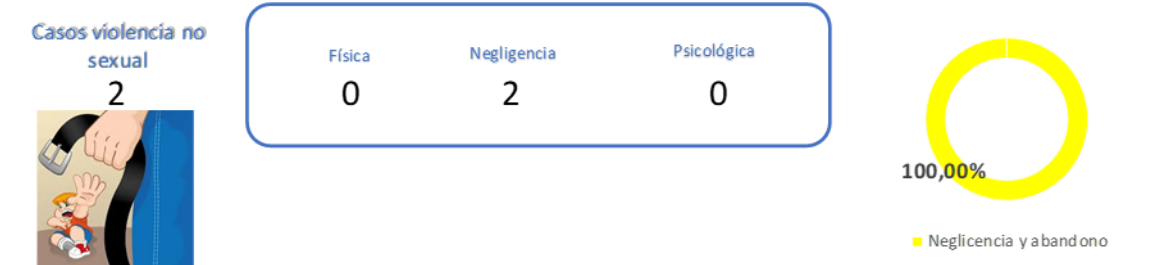 Casos violencia no
sexual
2
Física
0
Negligencia
2
Psicológica
0
100,00%
Neglicencia y abandono